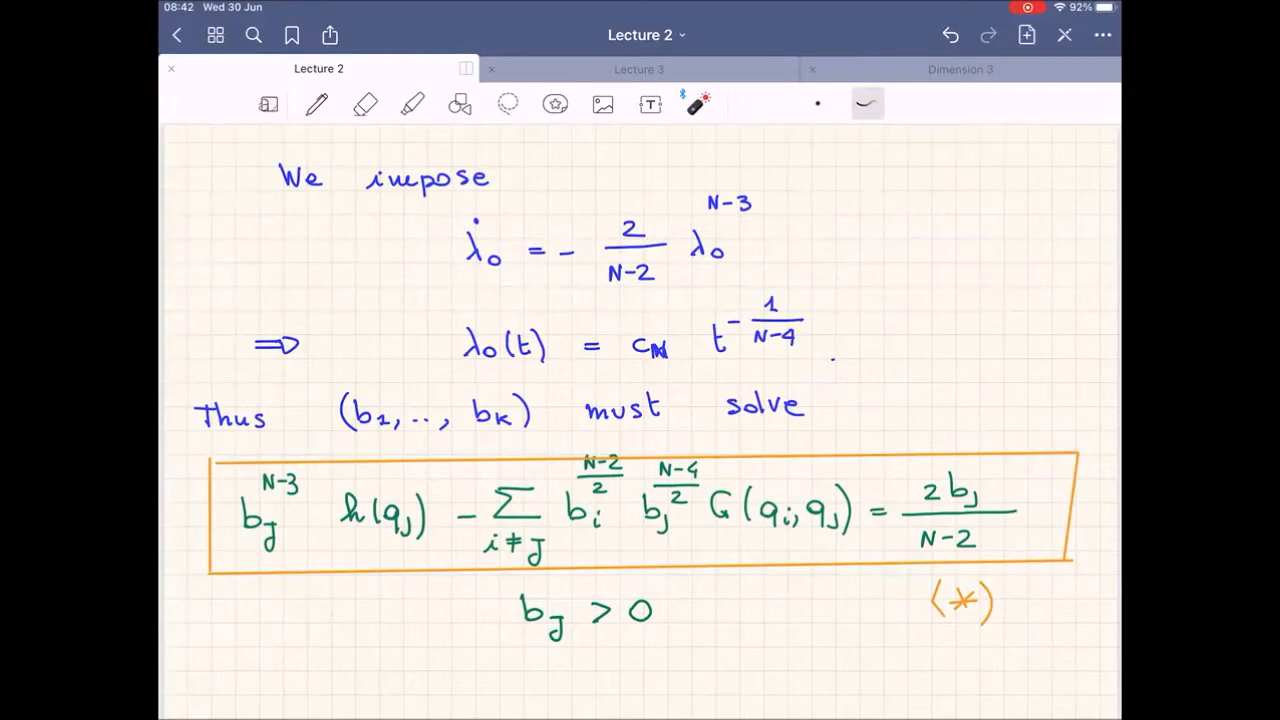 08:42 Wed 30 Jun 92%
Lecture 2
Lecture 2 Lecture 3 Dimension 3
We impose
λ̇₀ = - 2/(N-2) λ₀^(N-3)
⇒ λ₀(t) = c_N t^(-1/(N-4)) .
Thus (b₁, .., bₖ) must solve
b_j^(N-3) h(q_j) - Σ_(i≠j) b_i^((N-2)/2) b_j^((N-4)/2) G(q_i, q_j) = 2b_j/(N-2)
b_j > 0 (*)